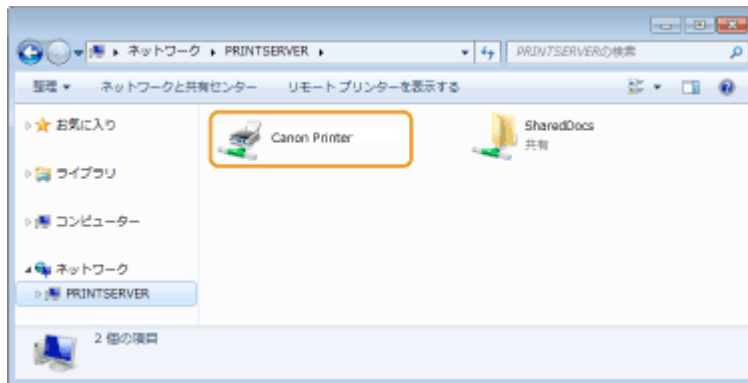 ネットワーク ▸ PRINTSERVER ▸
PRINTSERVERの検索
整理 ▾ ネットワークと共有センター リモート プリンターを表示する
お気に入り
ライブラリ
コンピューター
ネットワーク
PRINTSERVER
Canon Printer
SharedDocs
共有
2 個の項目